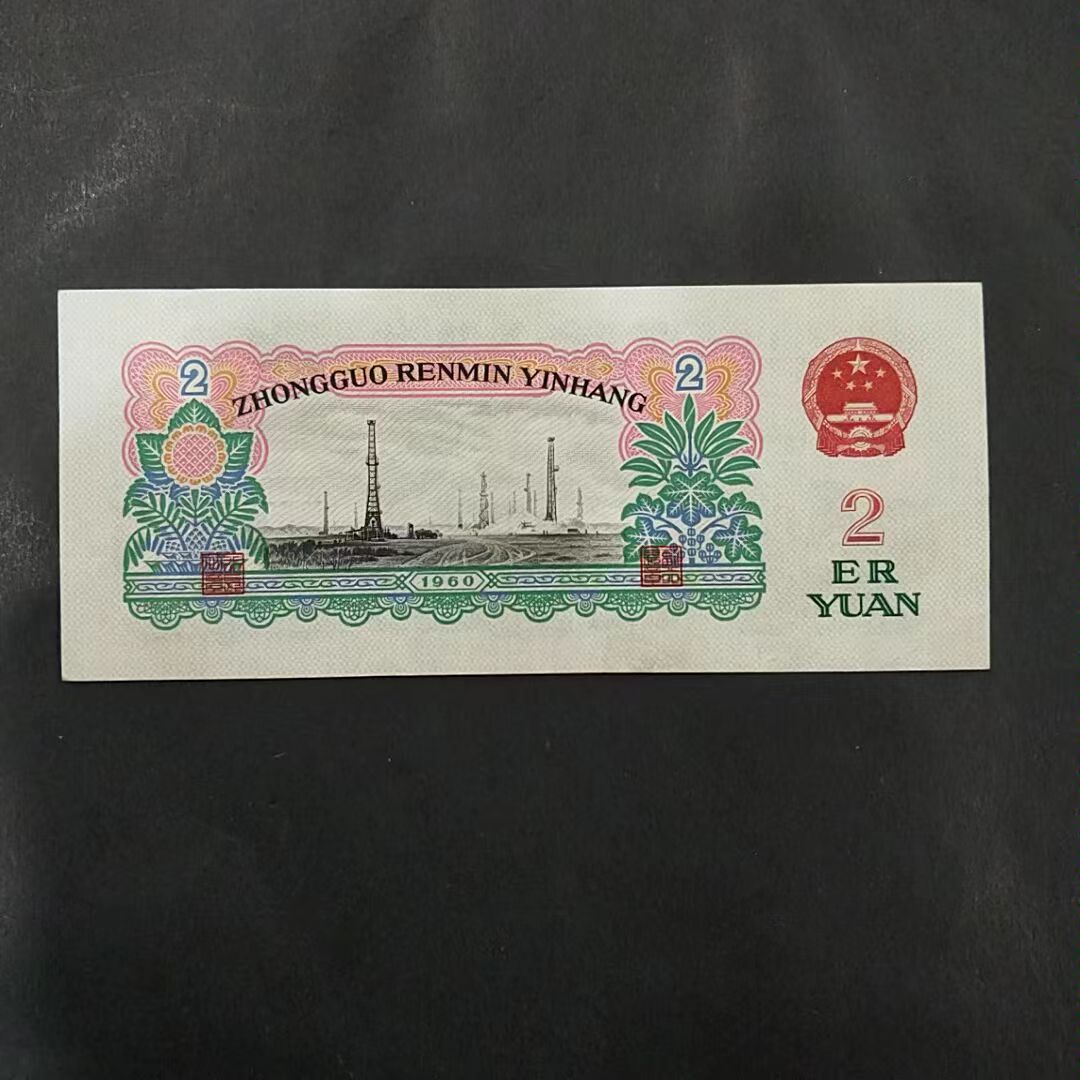 2
2
ZHONGGUO RENMIN YINHANG
1960
2
ER
YUAN